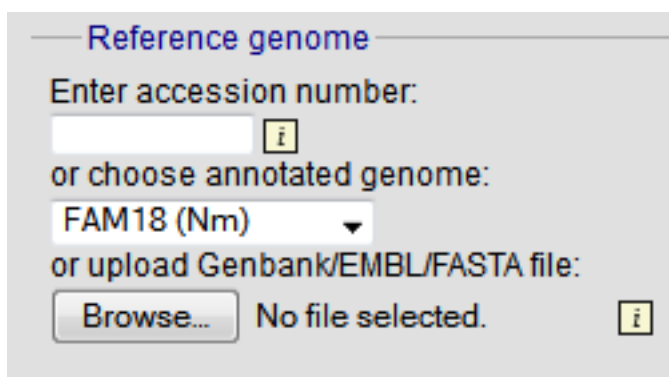 Reference genome
Enter accession number:
i
or choose annotated genome:
FAM18 (Nm)
or upload Genbank/EMBL/FASTA file:
Browse... No file selected. i